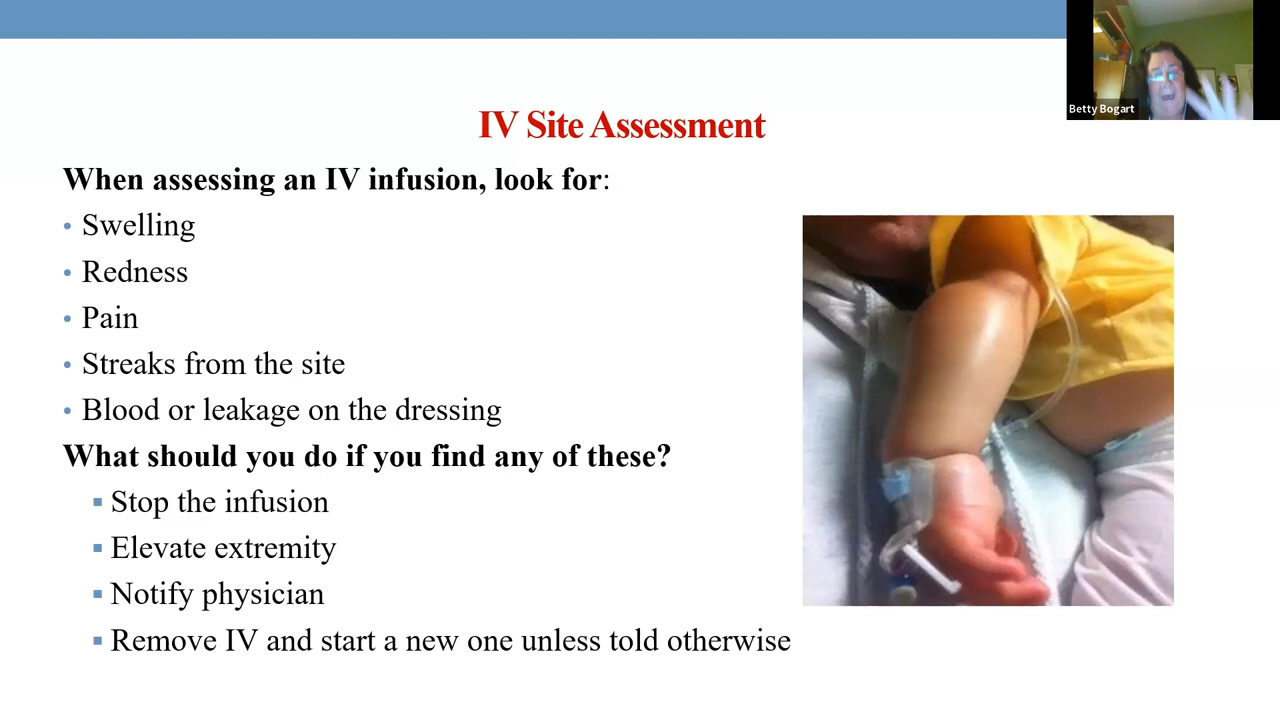 Betty Bogart
IV Site Assessment
When assessing an IV infusion, look for:
• Swelling
• Redness
• Pain
• Streaks from the site
• Blood or leakage on the dressing
What should you do if you find any of these?
▪ Stop the infusion
▪ Elevate extremity
▪ Notify physician
▪ Remove IV and start a new one unless told otherwise